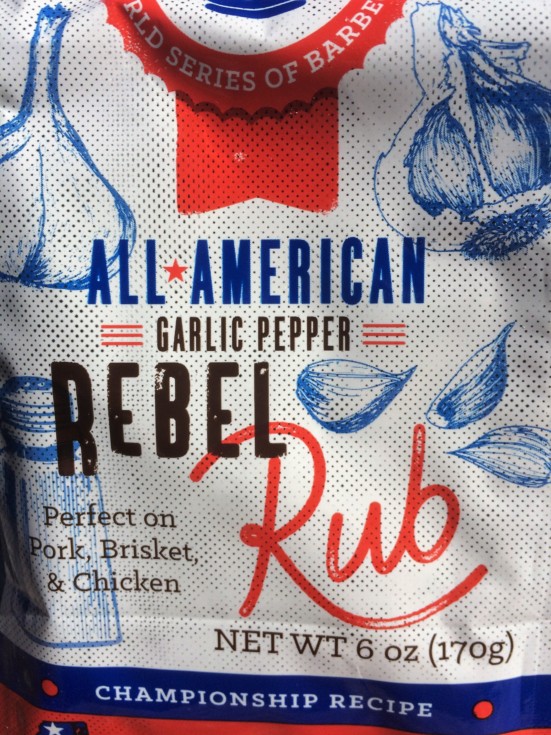 RLD SERIES OF BARBE
ALL★AMERICAN
GARLIC PEPPER
REBEL
Rub
Perfect on
Pork, Brisket,
& Chicken
NET WT 6 oz (170g)
CHAMPIONSHIP RECIPE